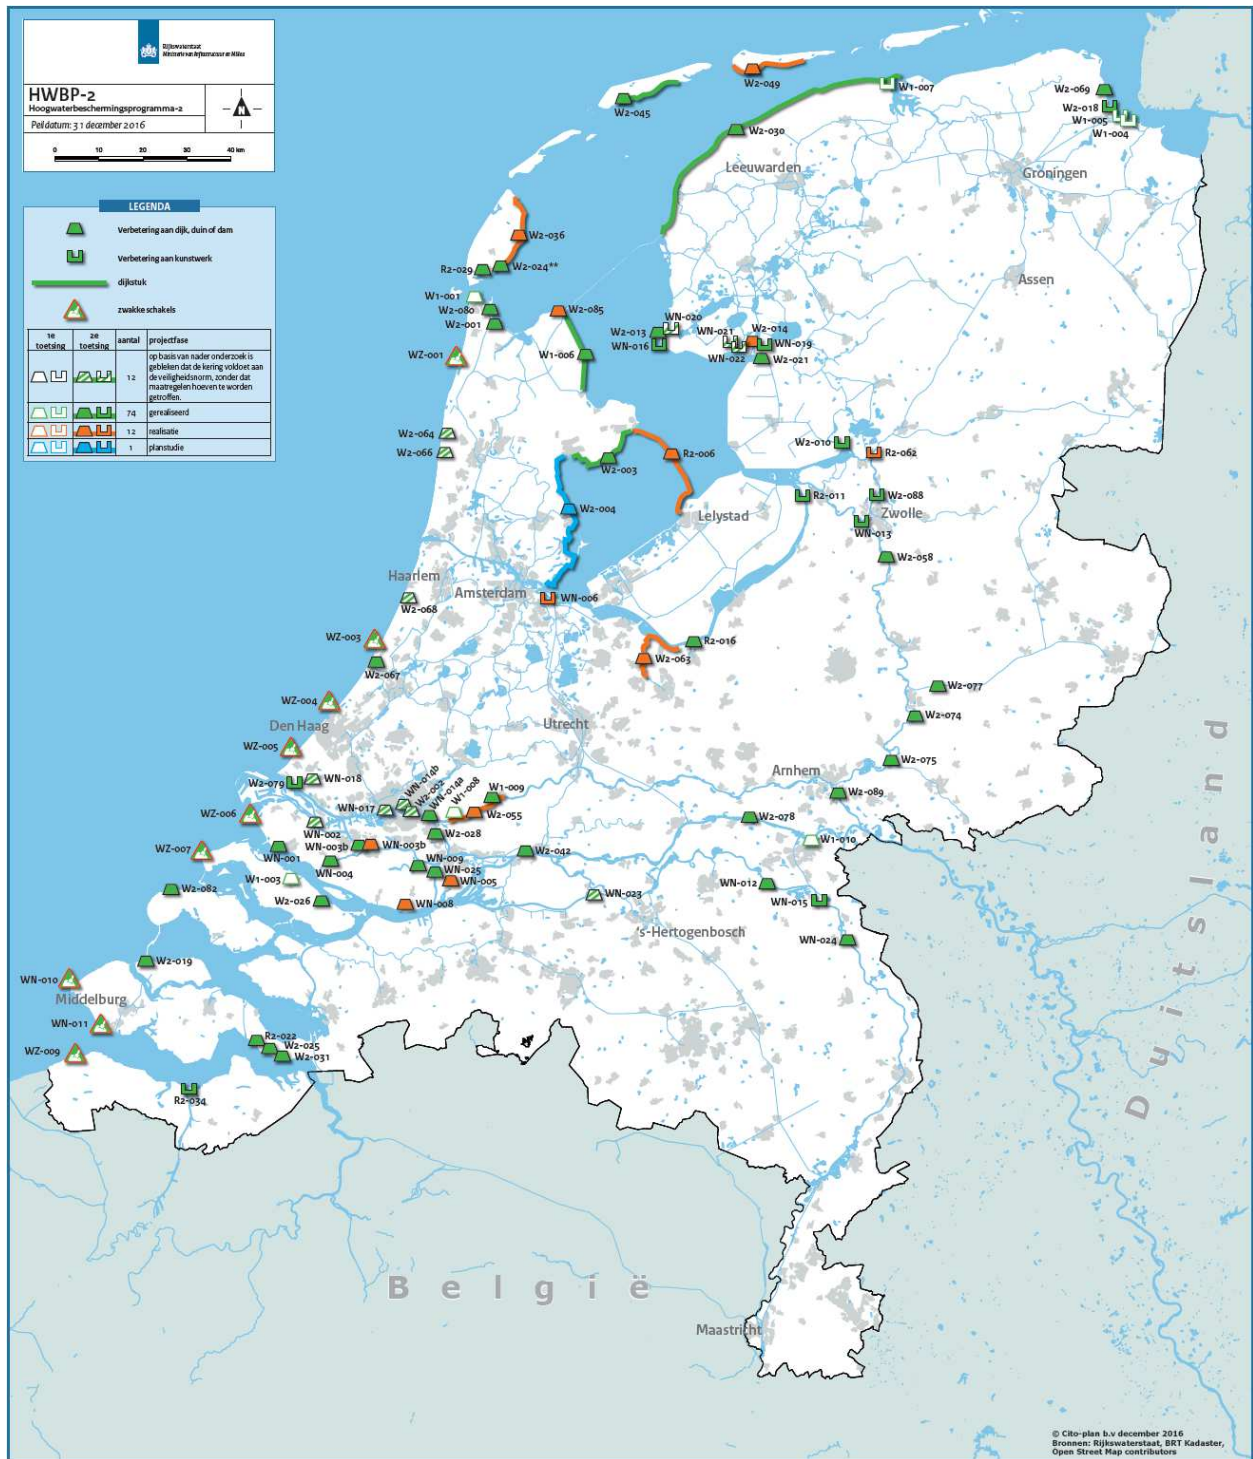 Rijkswaterstaat
Ministerie van Infrastructuur en Milieu
HWBP-2
Hoogwaterbeschermingsprogramma-2
Peildatum: 31 december 2016
N
0 10 20 30 40 km
LEGENDA
Verbetering aan dijk, duin of dam
Verbetering aan kunstwerk
dijkstuk
zwakke schakels
1e toetsing 2e toetsing aantal projectfase
12 op basis van nader onderzoek is
gebleken dat de kering voldoet aan
de veiligheidsnorm, zonder dat
maatregelen hoeven te worden
getroffen.
74 gerealiseerd
12 realisatie
1 planstudie
W2-049
W2-045
W1-007
W2-069
W2-018
W1-005
W1-004
W2-030
Leeuwarden
Groningen
W2-036
R2-029
W2-024**
Assen
W1-001
W2-080
W2-001
W2-085
WN-020
W2-013
WN-016
WN-021
W2-014
WN-019
WN-022
W2-021
WZ-001
W1-006
W2-064
W2-066
W2-003
R2-006
W2-010
R2-062
W2-004
Lelystad
R2-011
W2-088
Zwolle
WN-013
W2-058
Haarlem
Amsterdam
WN-006
W2-068
WZ-003
W2-067
R2-016
W2-063
W2-077
WZ-004
Den Haag
Utrecht
W2-074
WZ-005
W2-075
W2-079
WN-018
WN-014b
W2-002
WN-014a
W1-008
W1-009
Arnhem
W2-089
WN-017
W2-055
WZ-006
WN-002
W2-028
W2-078
W1-010
WN-003b
WN-003b
WZ-007
WN-001
WN-004
WN-009
W2-042
WN-025
W1-003
WN-005
W2-082
W2-026
WN-008
WN-023
WN-012
WN-015
's-Hertogenbosch
WN-024
W2-019
WN-010
Middelburg
WN-011
R2-022
W2-025
W2-031
WZ-009
R2-034
Duitsland
België
Maastricht
© Cito-plan b.v december 2016
Bronnen: Rijkswaterstaat, BRT Kadaster,
Open Street Map contributors